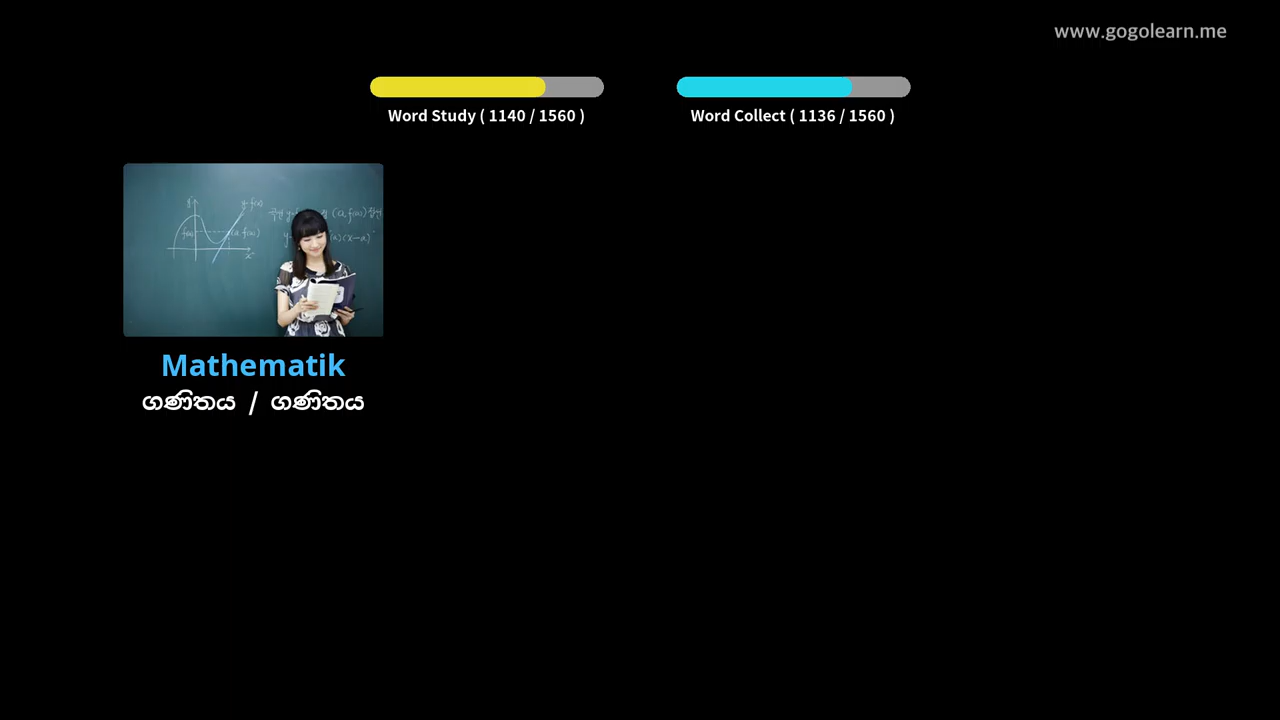 www.gogolearn.me
Word Study ( 1140 / 1560 )
Word Collect ( 1136 / 1560 )
y=f(x)
f(a)
x
Mathematik
ගණිතය / ගණිතය